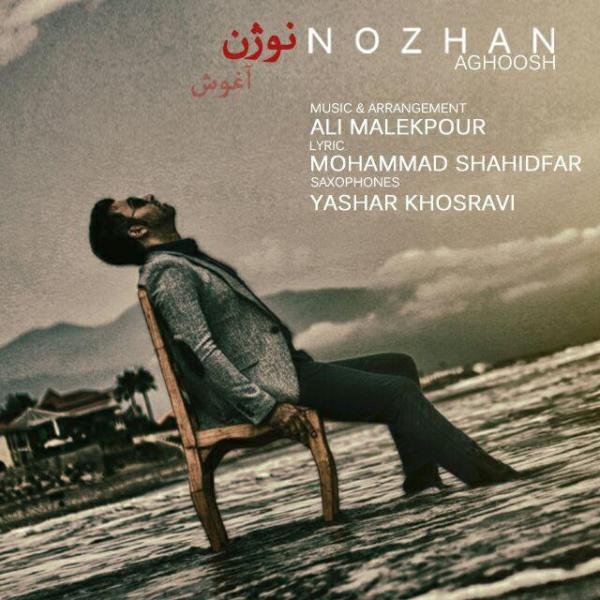 نوژن NOZHAN
AGHOOSH
آغوش
MUSIC & ARRANGEMENT
ALI MALEKPOUR
LYRIC
MOHAMMAD SHAHIDFAR
SAXOPHONES
YASHAR KHOSRAVI